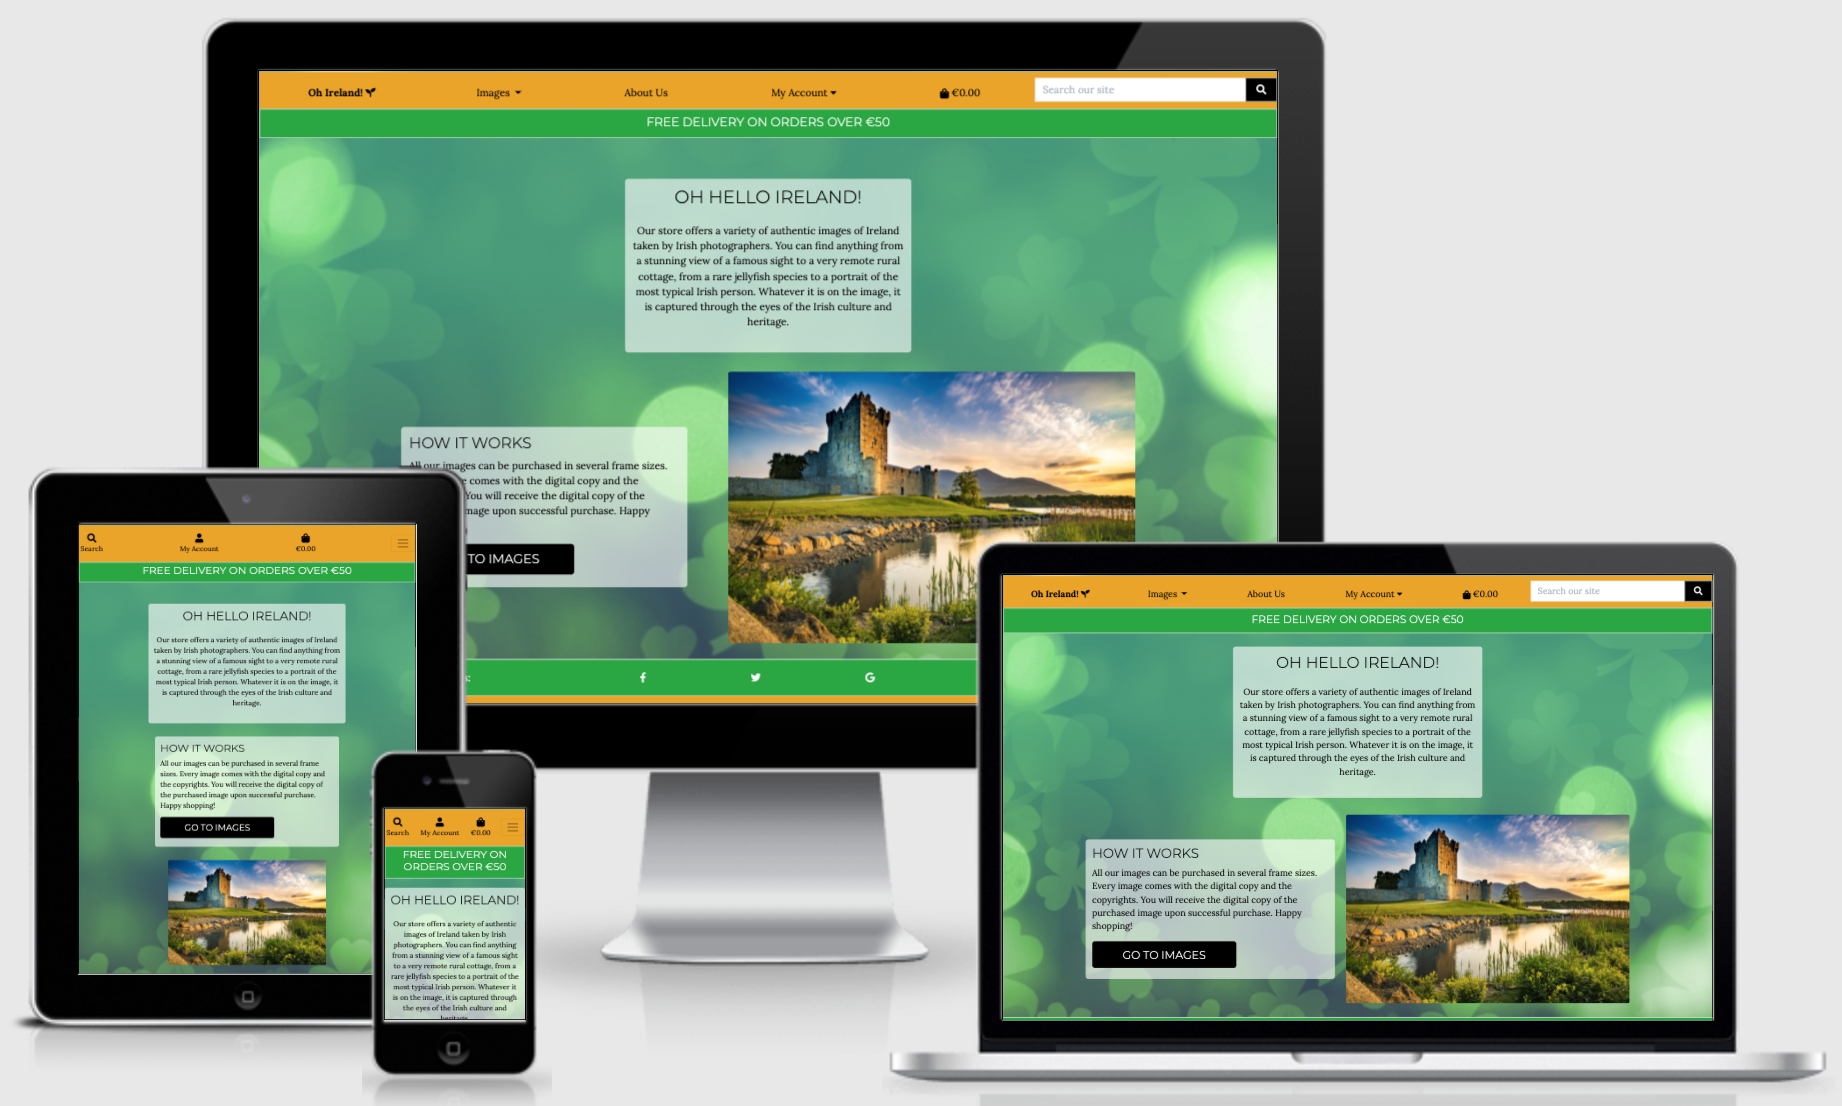 Oh Ireland!
Images
About Us
My Account
€0.00
Search our site
FREE DELIVERY ON ORDERS OVER €50
OH HELLO IRELAND!
Our store offers a variety of authentic images of Ireland
taken by Irish photographers. You can find anything from
a stunning view of a famous sight to a very remote rural
cottage, from a rare jellyfish species to a portrait of the
most typical Irish person. Whatever it is on the image, it
is captured through the eyes of the Irish culture and
heritage.
HOW IT WORKS
All our images can be purchased in several frame sizes.
comes with the digital copy and the
You will receive the digital copy of the
image upon successful purchase. Happy
TO IMAGES
Search
My Account
€0.00
FREE DELIVERY ON ORDERS OVER €50
OH HELLO IRELAND!
Our store offers a variety of authentic images of Ireland
taken by Irish photographers. You can find anything from
a stunning view of a famous sight to a very remote rural
cottage, from a rare jellyfish species to a portrait of the
most typical Irish person. Whatever it is on the image, it
is captured through the eyes of the Irish culture and
heritage.
HOW IT WORKS
All our images can be purchased in several frame
sizes. Every image comes with the digital copy and
the copyrights. You will receive the digital copy of
the purchased image upon successful purchase.
Happy shopping!
GO TO IMAGES
Search
My Account
€0.00
FREE DELIVERY ON
ORDERS OVER €50
OH HELLO IRELAND!
Our store offers a variety of authentic
images of Ireland taken by Irish
photographers. You can find anything
from a stunning view of a famous sight
to a very remote rural cottage, from a
rare jellyfish species to a portrait of the
most typical Irish person. Whatever it
is on the image, it is captured through
the eyes of the Irish culture and
heritage.
Oh Ireland!
Images
About Us
My Account
€0.00
Search our site
FREE DELIVERY ON ORDERS OVER €50
OH HELLO IRELAND!
Our store offers a variety of authentic images of Ireland
taken by Irish photographers. You can find anything from
a stunning view of a famous sight to a very remote rural
cottage, from a rare jellyfish species to a portrait of the
most typical Irish person. Whatever it is on the image, it
is captured through the eyes of the Irish culture and
heritage.
HOW IT WORKS
All our images can be purchased in several frame sizes.
Every image comes with the digital copy and the
copyrights. You will receive the digital copy of the
purchased image upon successful purchase. Happy
shopping!
GO TO IMAGES